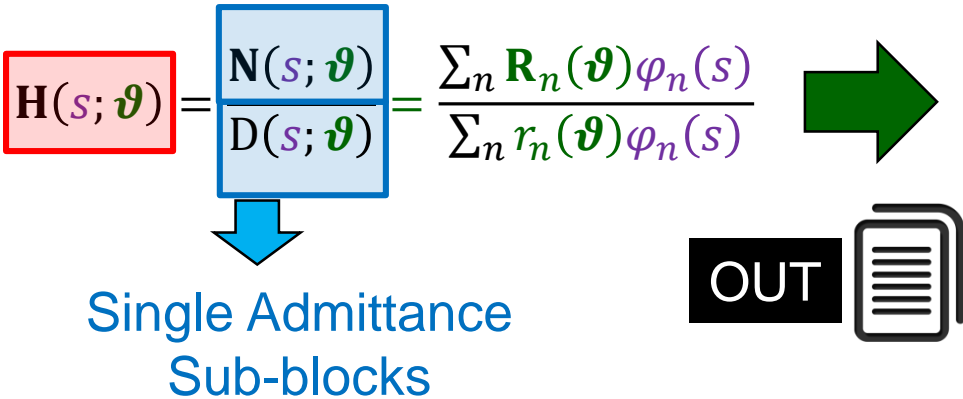 𝐇(𝑠; 𝝑) = 𝐍(𝑠; 𝝑) / D(𝑠; 𝝑) = ∑ₙ 𝐑ₙ(𝝑)𝜑ₙ(𝑠) / ∑ₙ 𝑟ₙ(𝝑)𝜑ₙ(𝑠)
OUT
Single Admittance
Sub-blocks